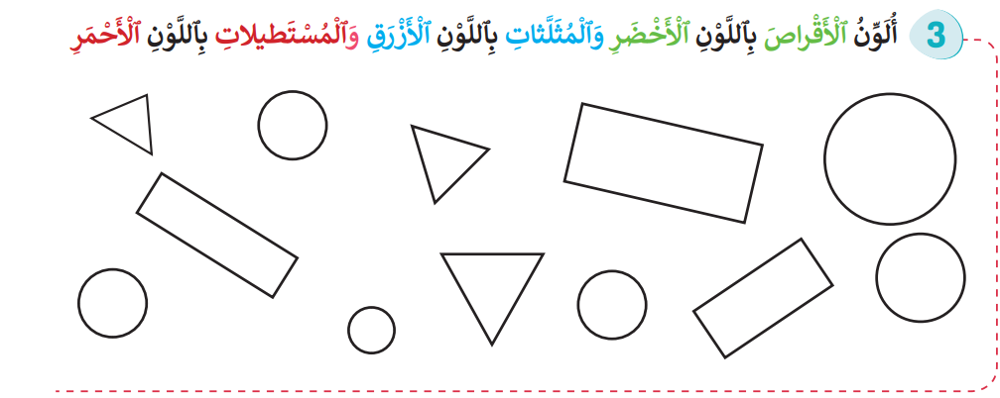 3 أُلَوِّنُ ٱلْأَقْراصَ بِٱللَّوْنِ ٱلْأَخْضَرِ وَٱلْمُثَلَّثاتِ بِٱللَّوْنِ ٱلْأَزْرَقِ وَٱلْمُسْتَطيلاتِ بِٱللَّوْنِ ٱلْأَحْمَرِ